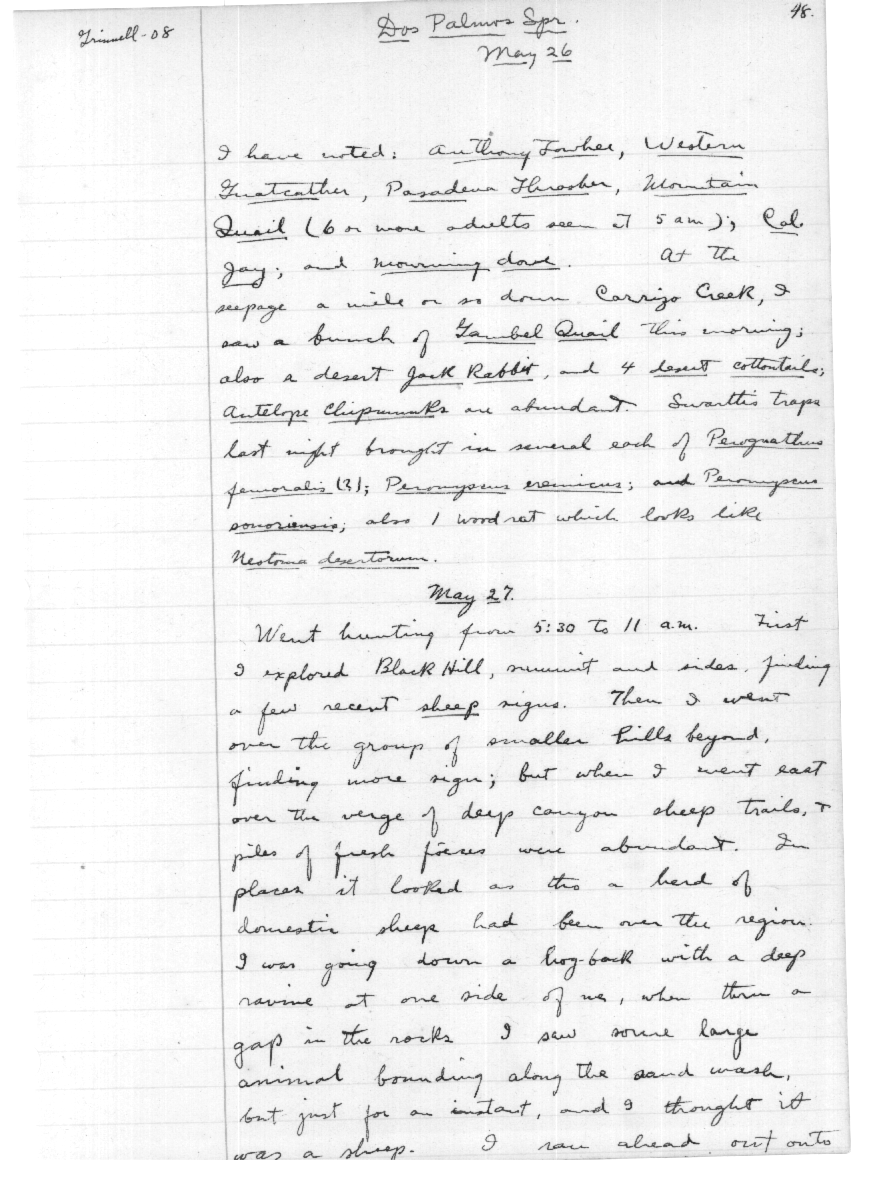 Grinnell-08
Dos Palmos Spr.
48.
May 26
I have noted: Anthony Towhee, Western
Gnatcatcher, Pasadena Thrasher, Mountain
Quail (6 or more adults seen at 5 am); Cal.
Jay; and mourning dove. At the
seepage a mile or so down Carrizo Creek, I
saw a bunch of Gambel Quail this morning;
also a desert Jack Rabbit, and 4 desert cottontails;
Antelope Chipmunks are abundant. Swarth's traps
last night brought in several each of Perognathus
femoralis (?); Peromyscus eremicus; and Peromyscus
sonoriensis; also 1 wood rat which looks like
Neotoma desertorum.
May 27.
Went hunting from 5:30 to 11 a.m. First
I explored Black Hill, summit and sides, finding
a few recent sheep signs. Then I went
over the group of smaller hills beyond,
finding more sign; but when I went east
over the verge of deep canyon sheep trails, +
piles of fresh fæces were abundant. In
places it looked as tho a herd of
domestic sheep had been over the region.
I was going down a hog-back with a deep
ravine at one side of me, when thru a
gap in the rocks I saw some large
animal bounding along the sand wash,
but just for an instant, and I thought it
was a sheep. I ran ahead out onto